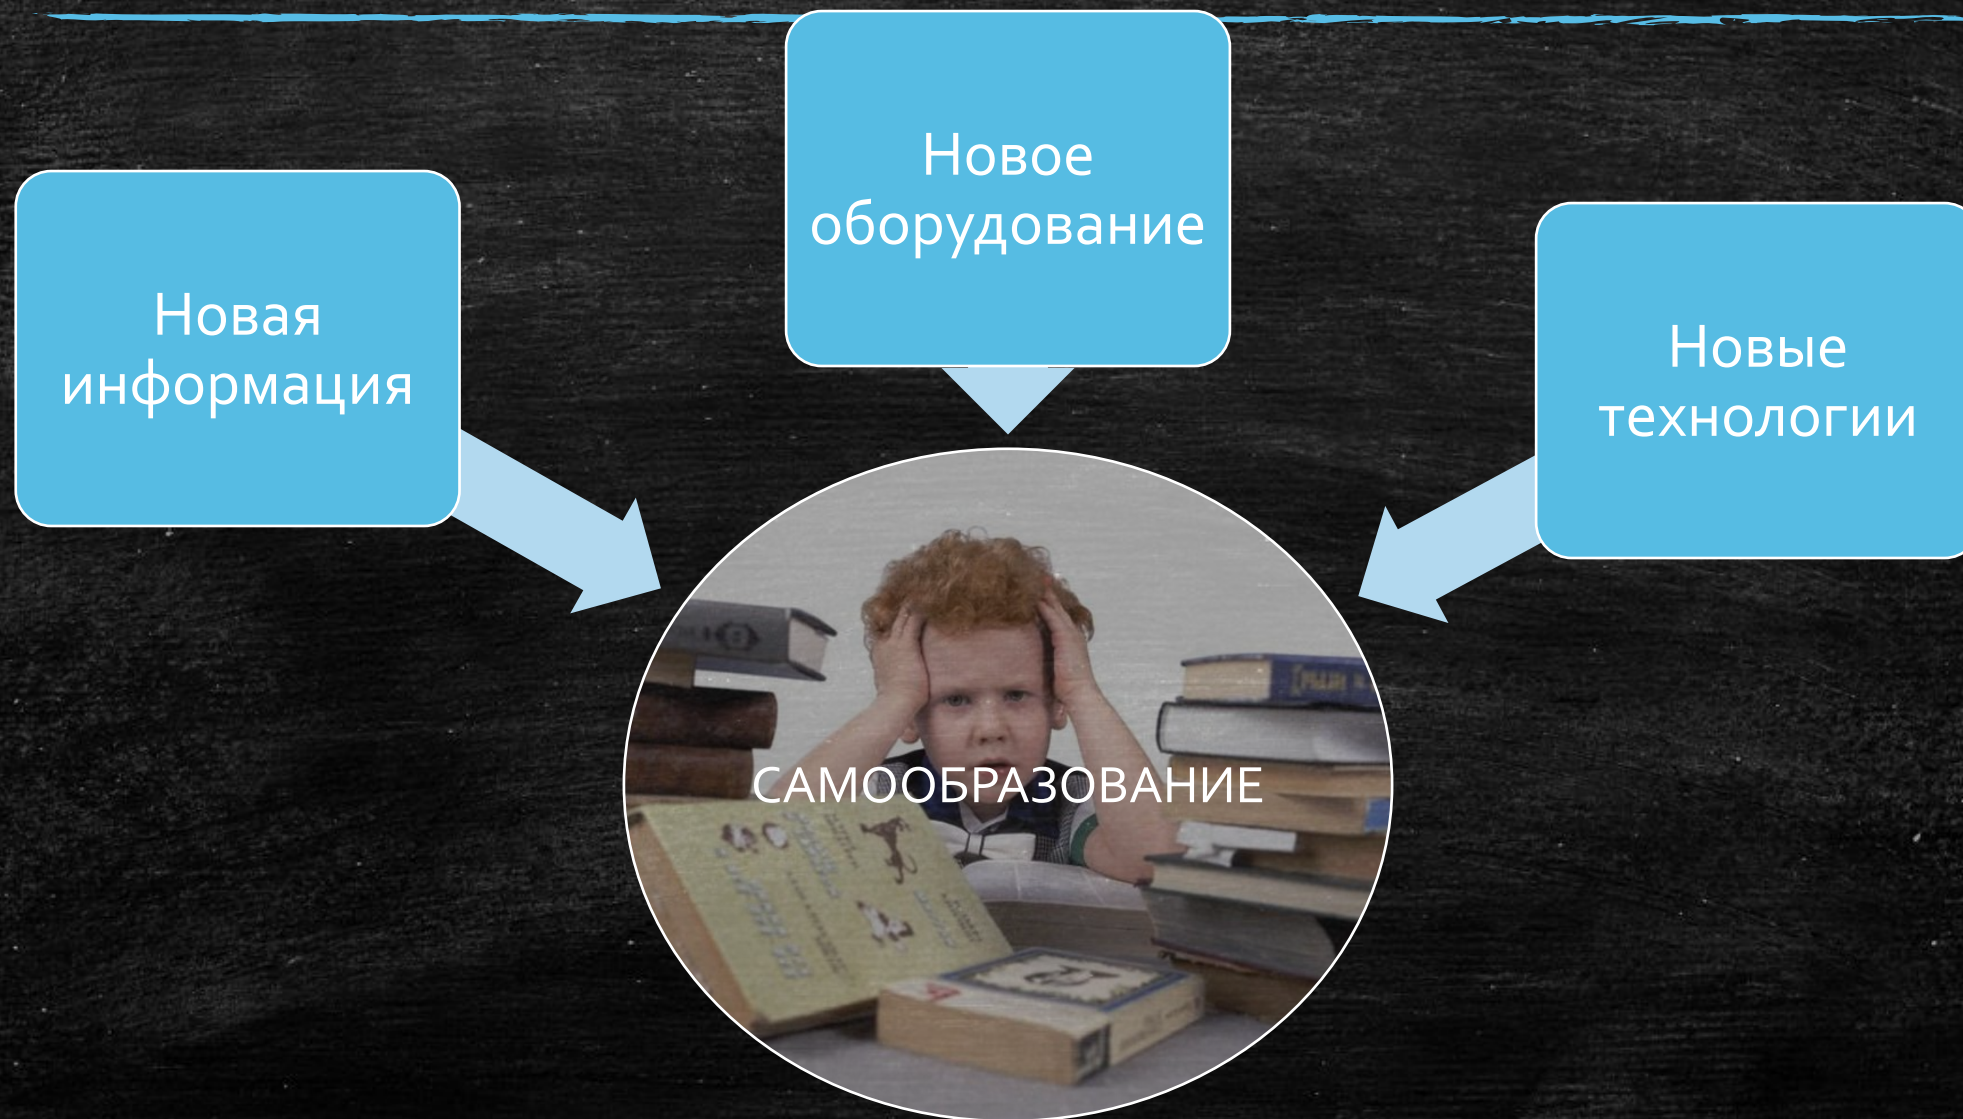 Новое
оборудование
Новая
информация
Новые
технологии
САМООБРАЗОВАНИЕ